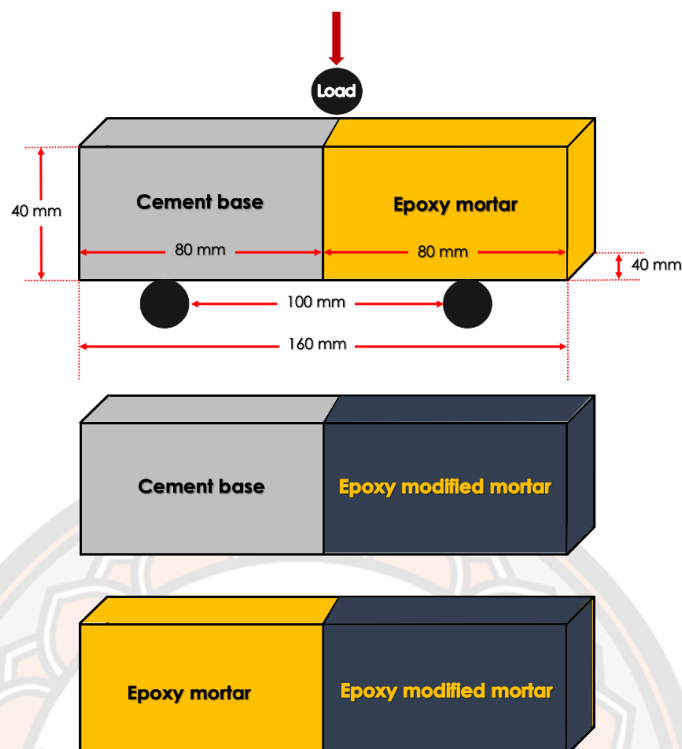 Load
Cement base
Epoxy mortar
40 mm
80 mm
80 mm
40 mm
100 mm
160 mm
Cement base
Epoxy modified mortar
Epoxy mortar
Epoxy modified mortar